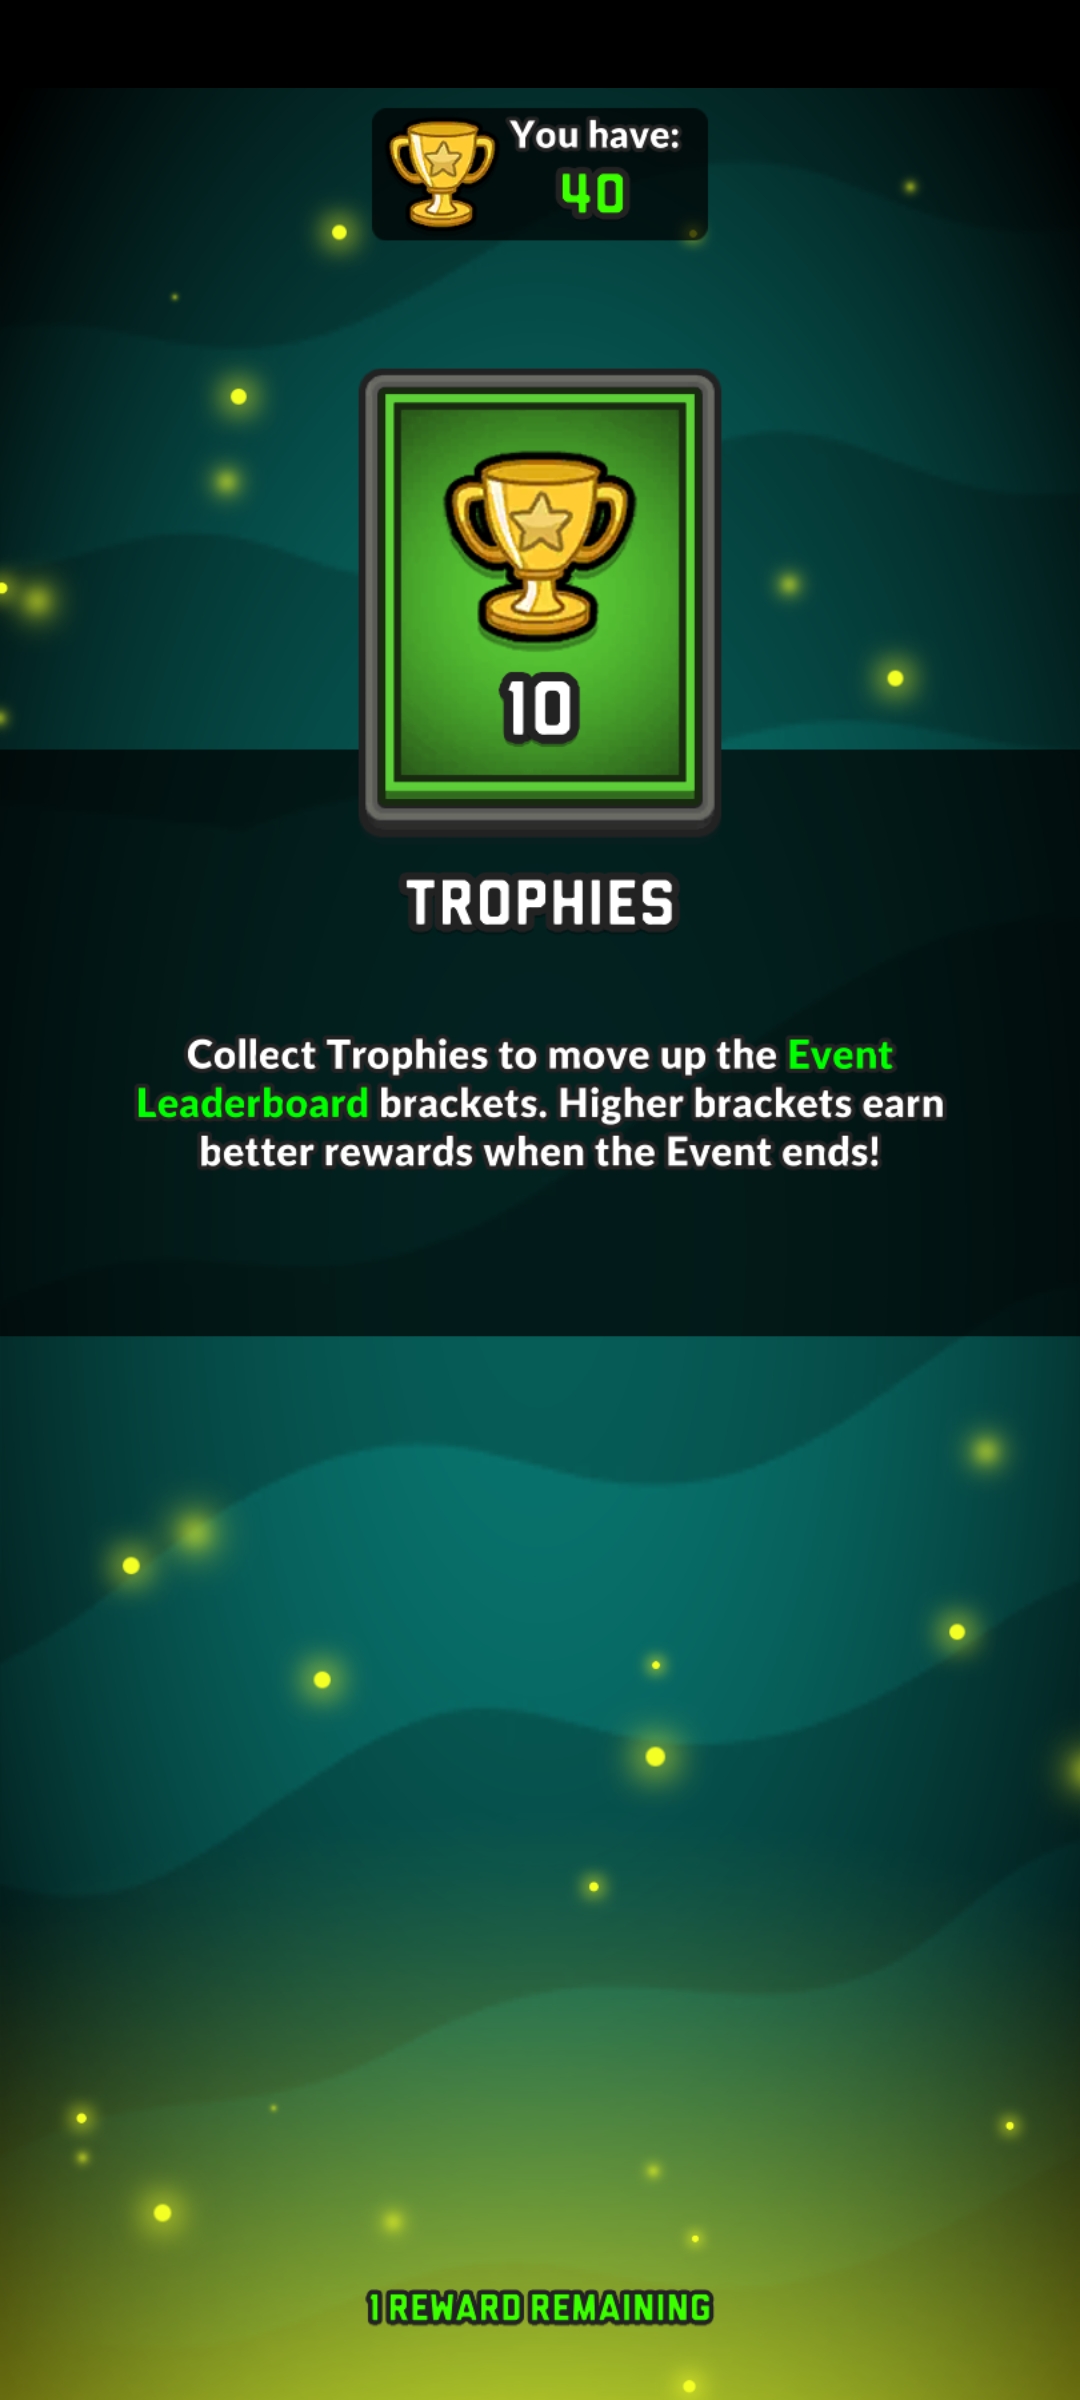 You have:
40
10
TROPHIES
Collect Trophies to move up the Event
Leaderboard brackets. Higher brackets earn
better rewards when the Event ends!
1 REWARD REMAINING